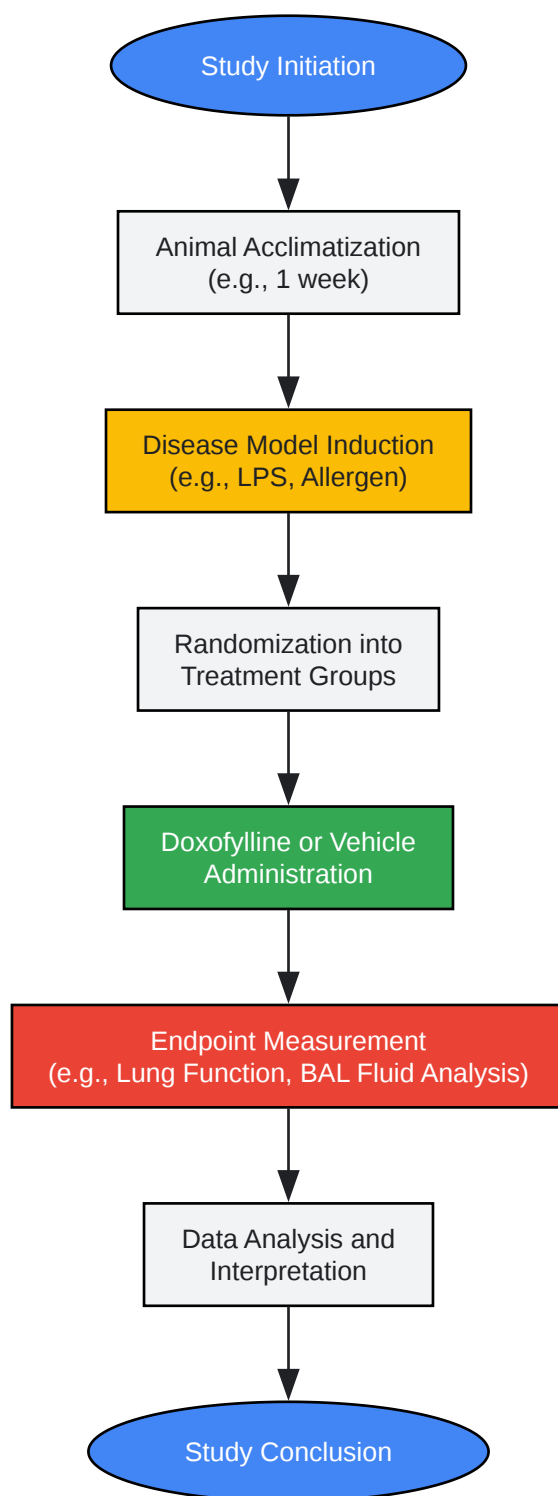 Study Initiation
Animal Acclimatization
(e.g., 1 week)
Disease Model Induction
(e.g., LPS, Allergen)
Randomization into
Treatment Groups
Doxofylline or Vehicle
Administration
Endpoint Measurement
(e.g., Lung Function, BAL Fluid Analysis)
Data Analysis and
Interpretation
Study Conclusion